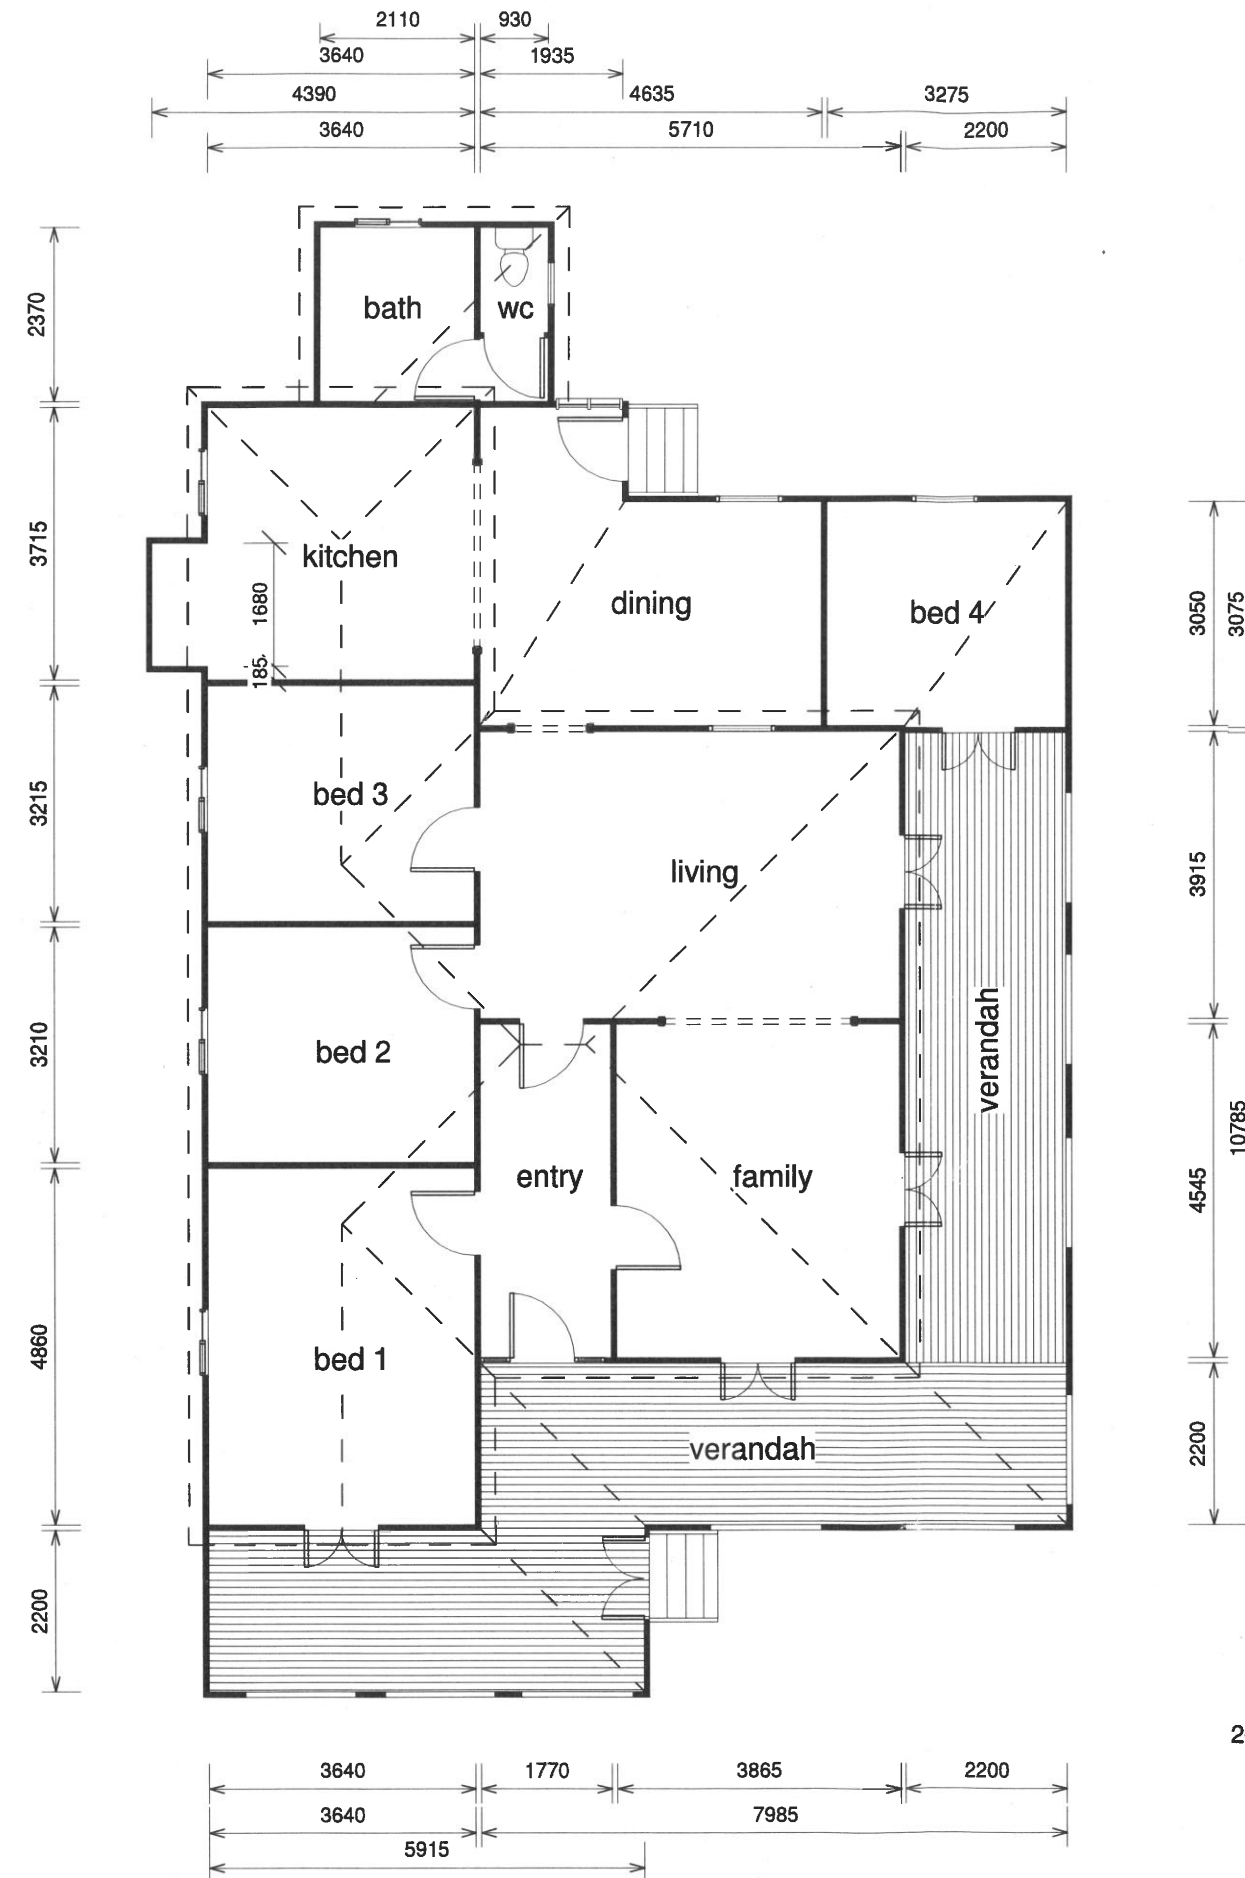 2110 930
3640 1935
4390 4635 3275
3640 5710 2200
2370
bath wc
3715
kitchen
1680
185
dining
bed 4
3050
3075
3215
bed 3
living
3915
verandah
3210
bed 2
entry
family
10785
4545
4860
bed 1
verandah
2200
2200
2
3640 1770 3865 2200
3640 7985
5915